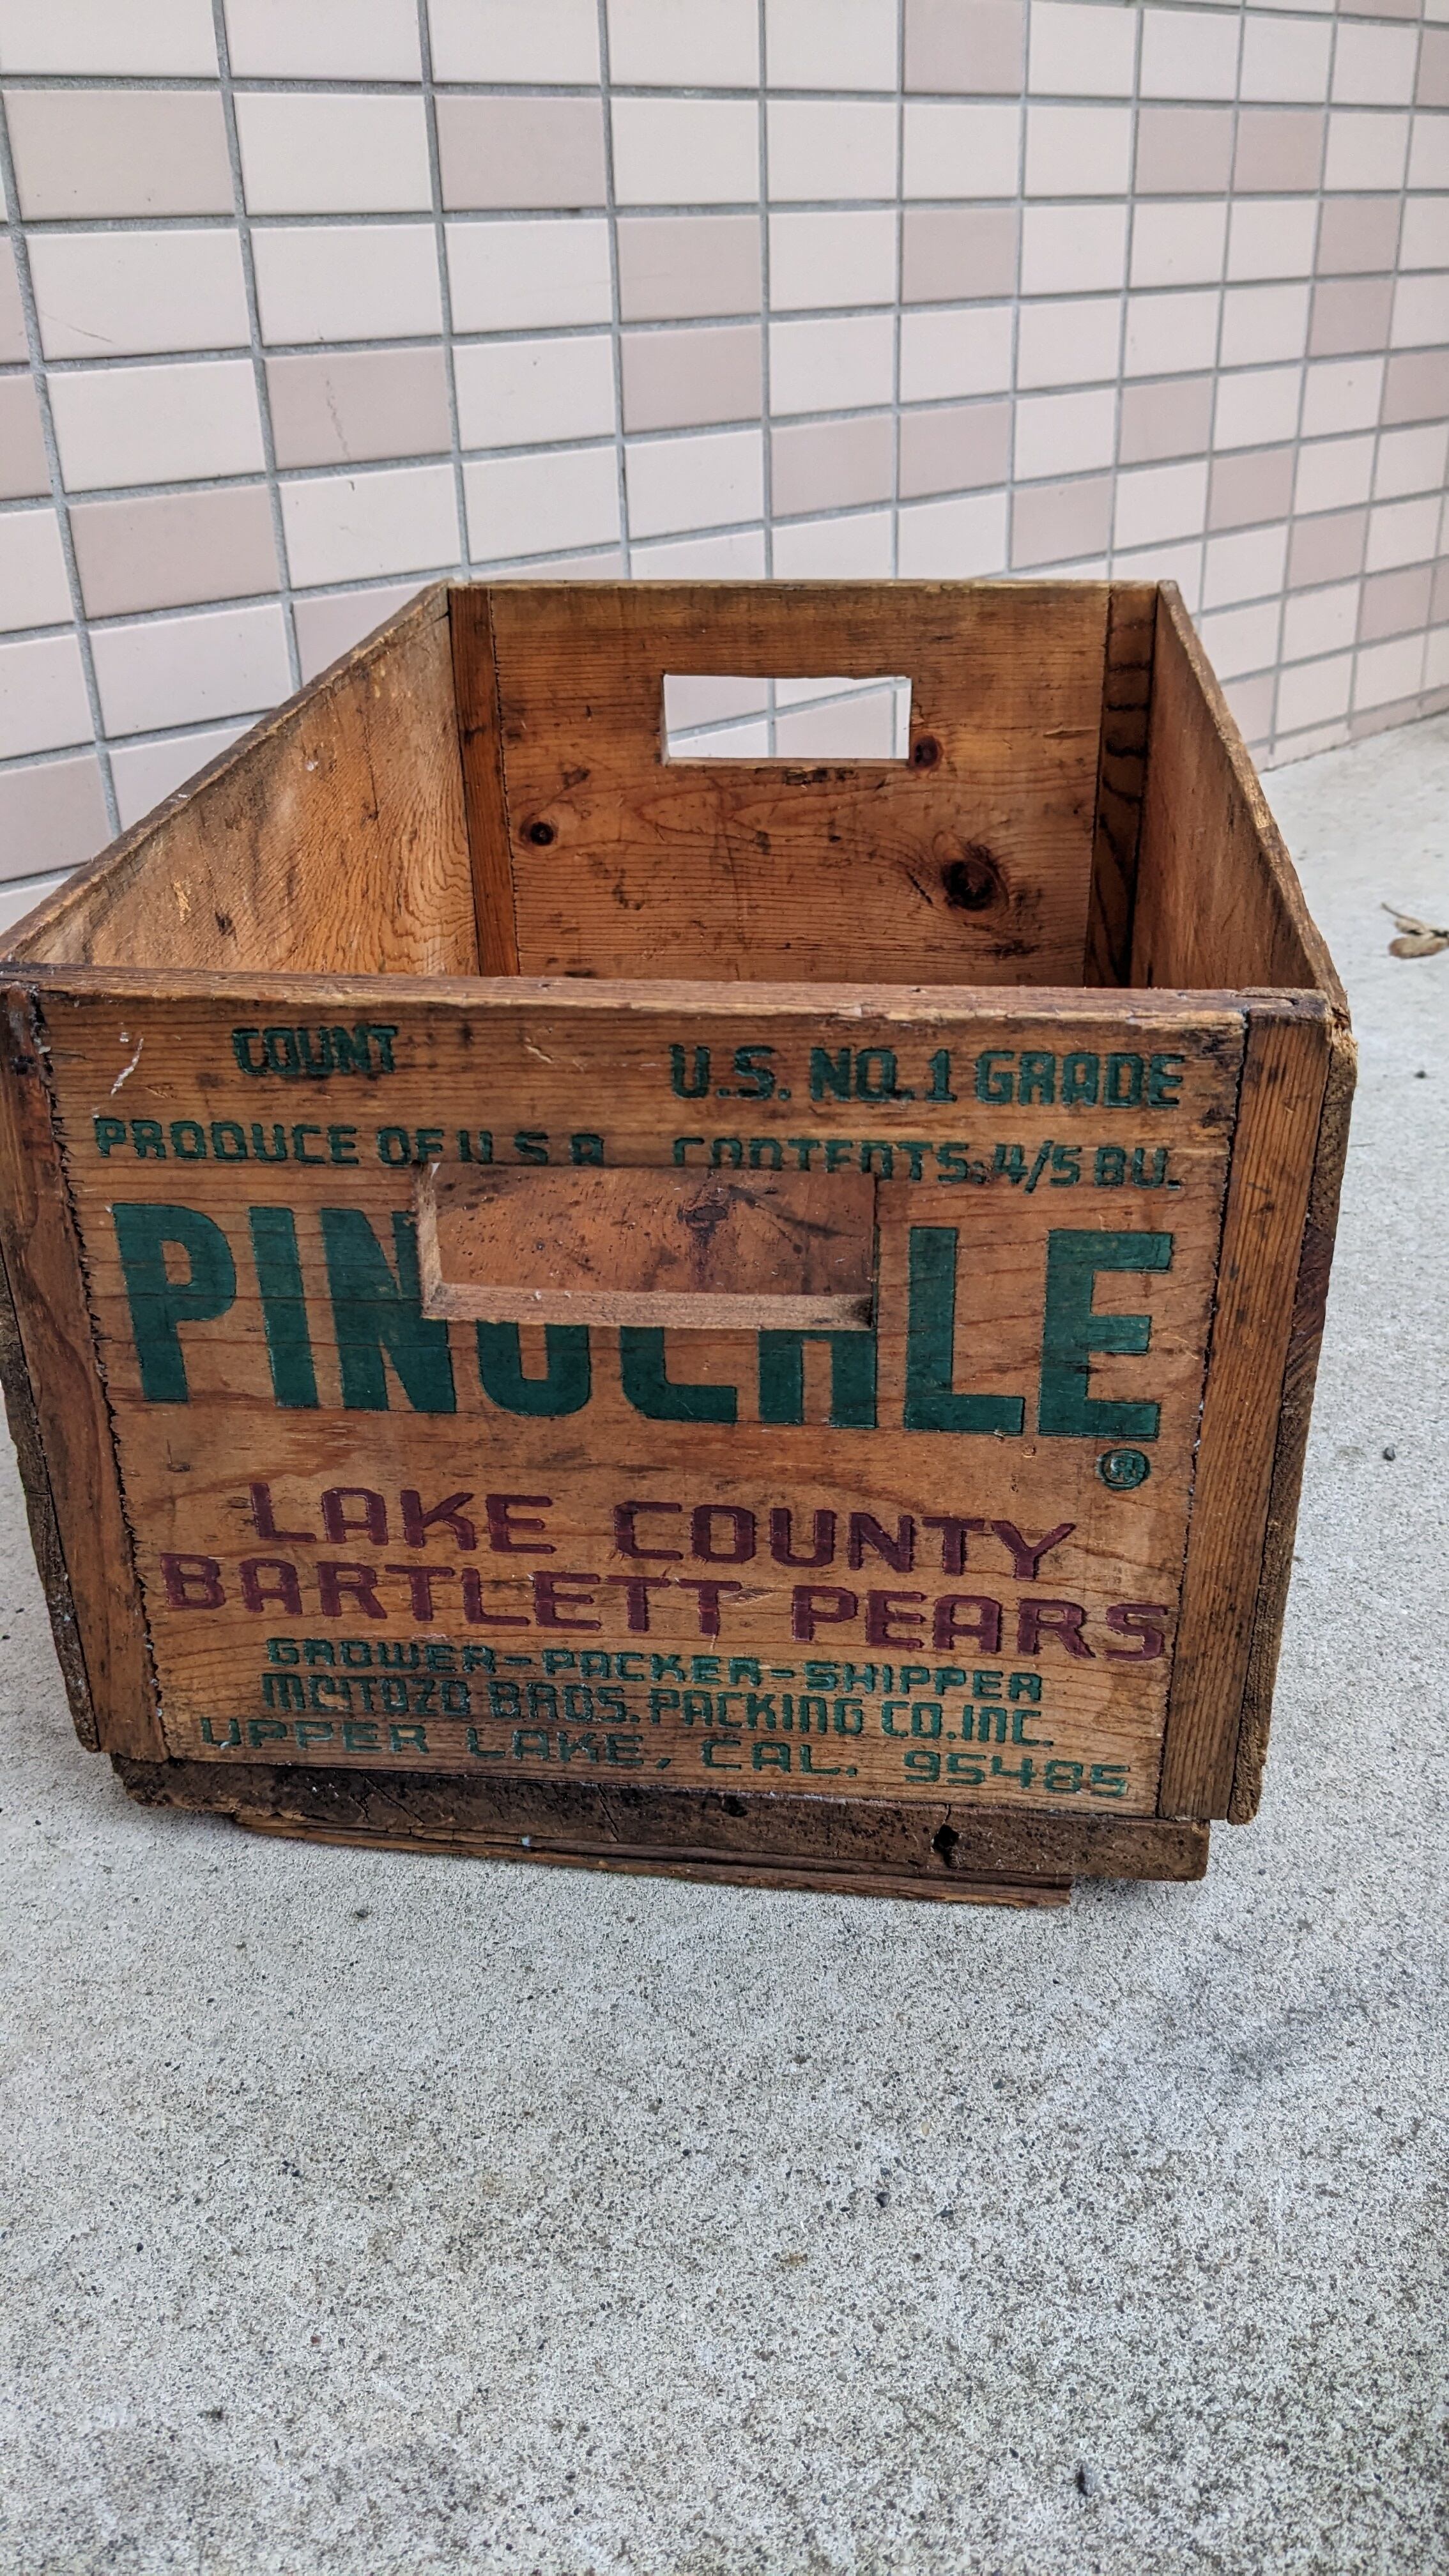 COUNT
U.S. NO. 1 GRADE
PRODUCE OF U.S.A.
CONTENTS: 4/5 BU.
PINOCHLE
®
LAKE COUNTY
BARTLETT PEARS
GROWER-PACKER-SHIPPER
BROS. PACKING CO. INC.
UPPER LAKE, CAL. 95485